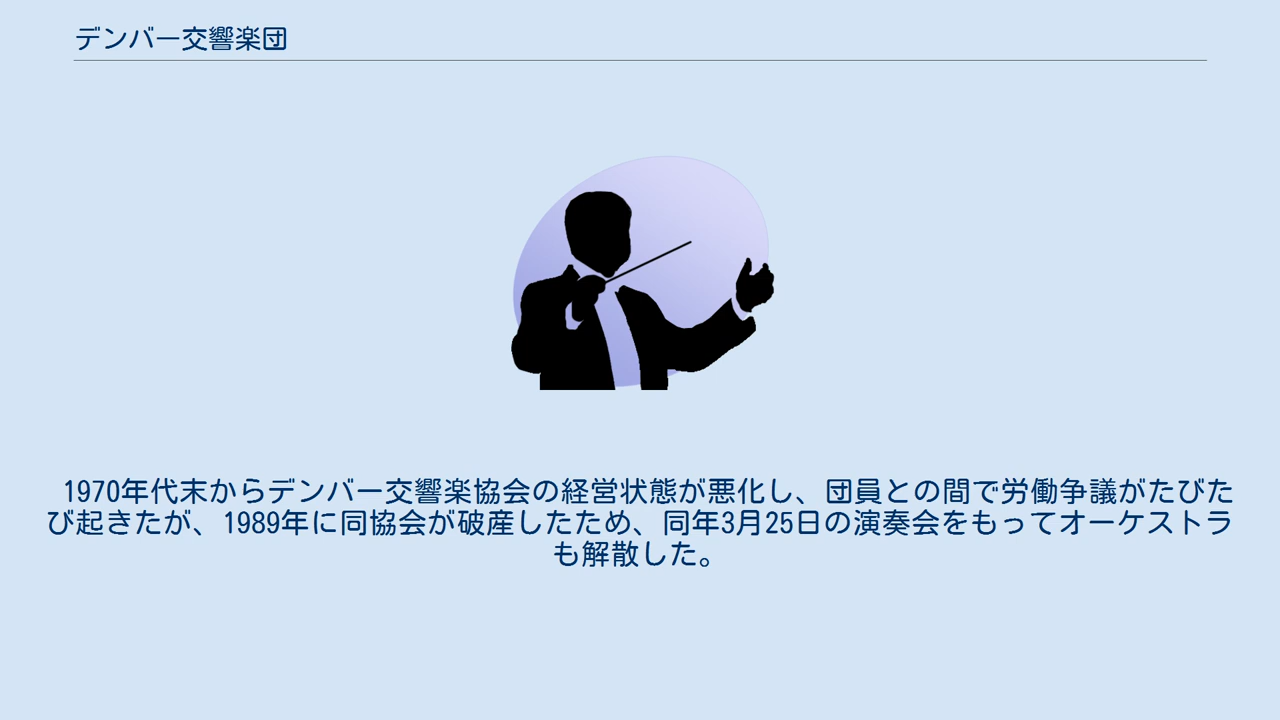 デンバー交響楽団
1970年代末からデンバー交響楽協会の経営状態が悪化し、団員との間で労働争議がたびた
び起きたが、1989年に同協会が破産したため、同年3月25日の演奏会をもってオーケストラ
も解散した。